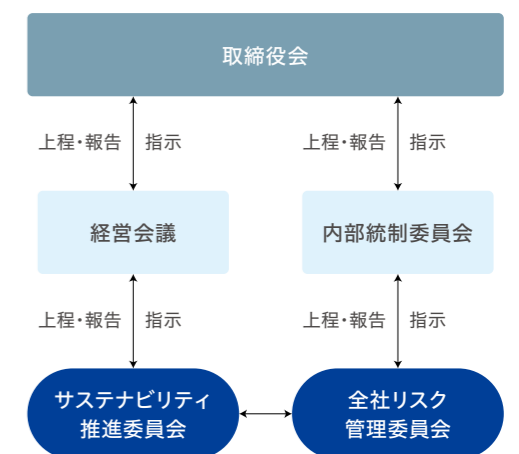 取締役会
上程・報告 指示
上程・報告 指示
経営会議
内部統制委員会
上程・報告 指示
上程・報告 指示
サステナビリティ
推進委員会
全社リスク
管理委員会